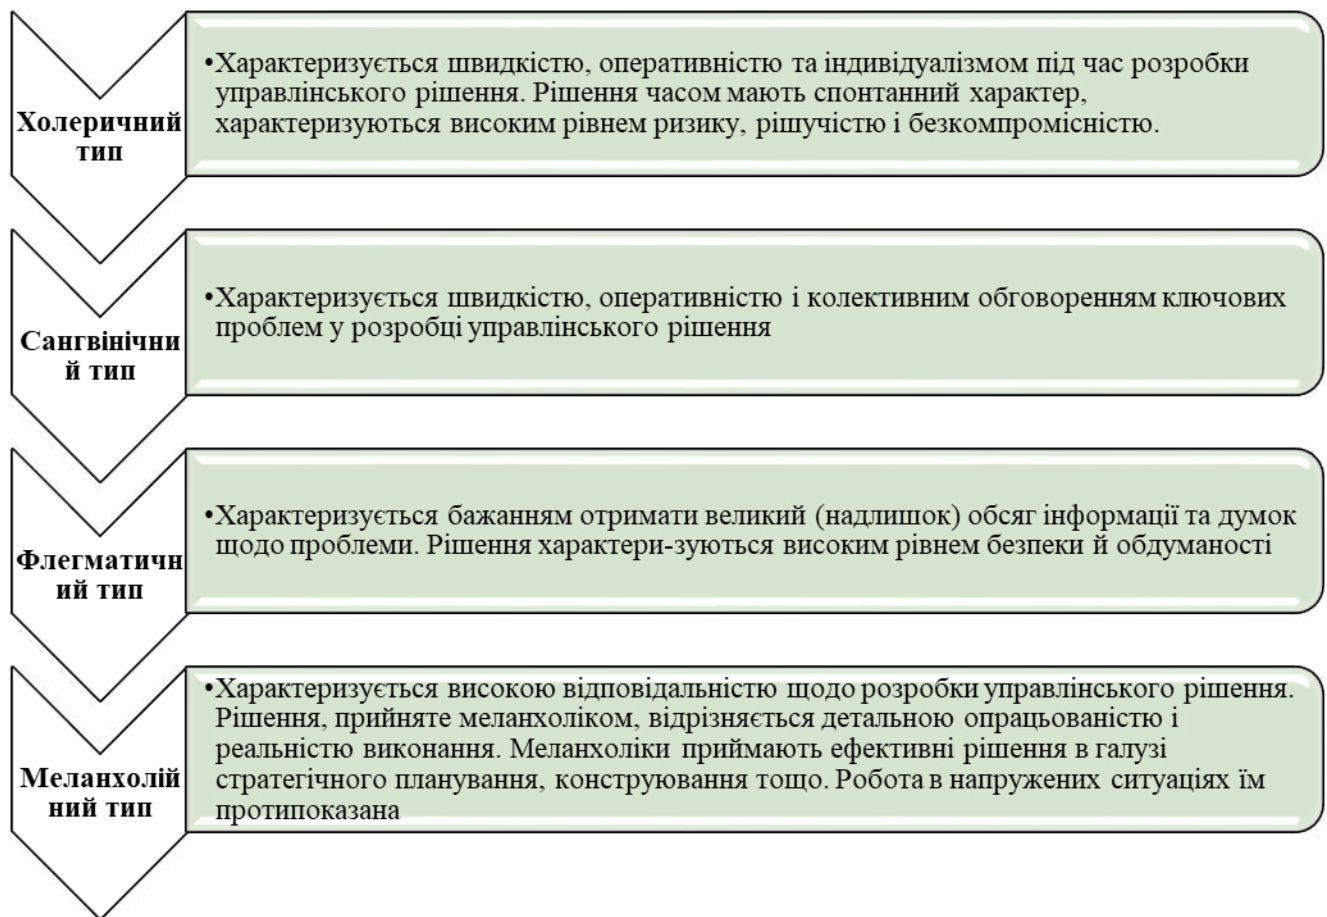 Холеричний
тип
•Характеризується швидкістю, оперативністю та індивідуалізмом під час розробки
управлінського рішення. Рішення часом мають спонтанний характер,
характеризуються високим рівнем ризику, рішучістю і безкомпромісністю.
Сангвінічни
й тип
•Характеризується швидкістю, оперативністю і колективним обговоренням ключових
проблем у розробці управлінського рішення
Флегматичн
ий тип
•Характеризується бажанням отримати великий (надлишок) обсяг інформації та думок
щодо проблеми. Рішення характери-зуються високим рівнем безпеки й обдуманості
Меланхолій
ний тип
•Характеризується високою відповідальністю щодо розробки управлінського рішення.
Рішення, прийняте меланхоліком, відрізняється детальною опрацьованістю і
реальністю виконання. Меланхоліки приймають ефективні рішення в галузі
стратегічного планування, конструювання тощо. Робота в напружених ситуаціях їм
протипоказана